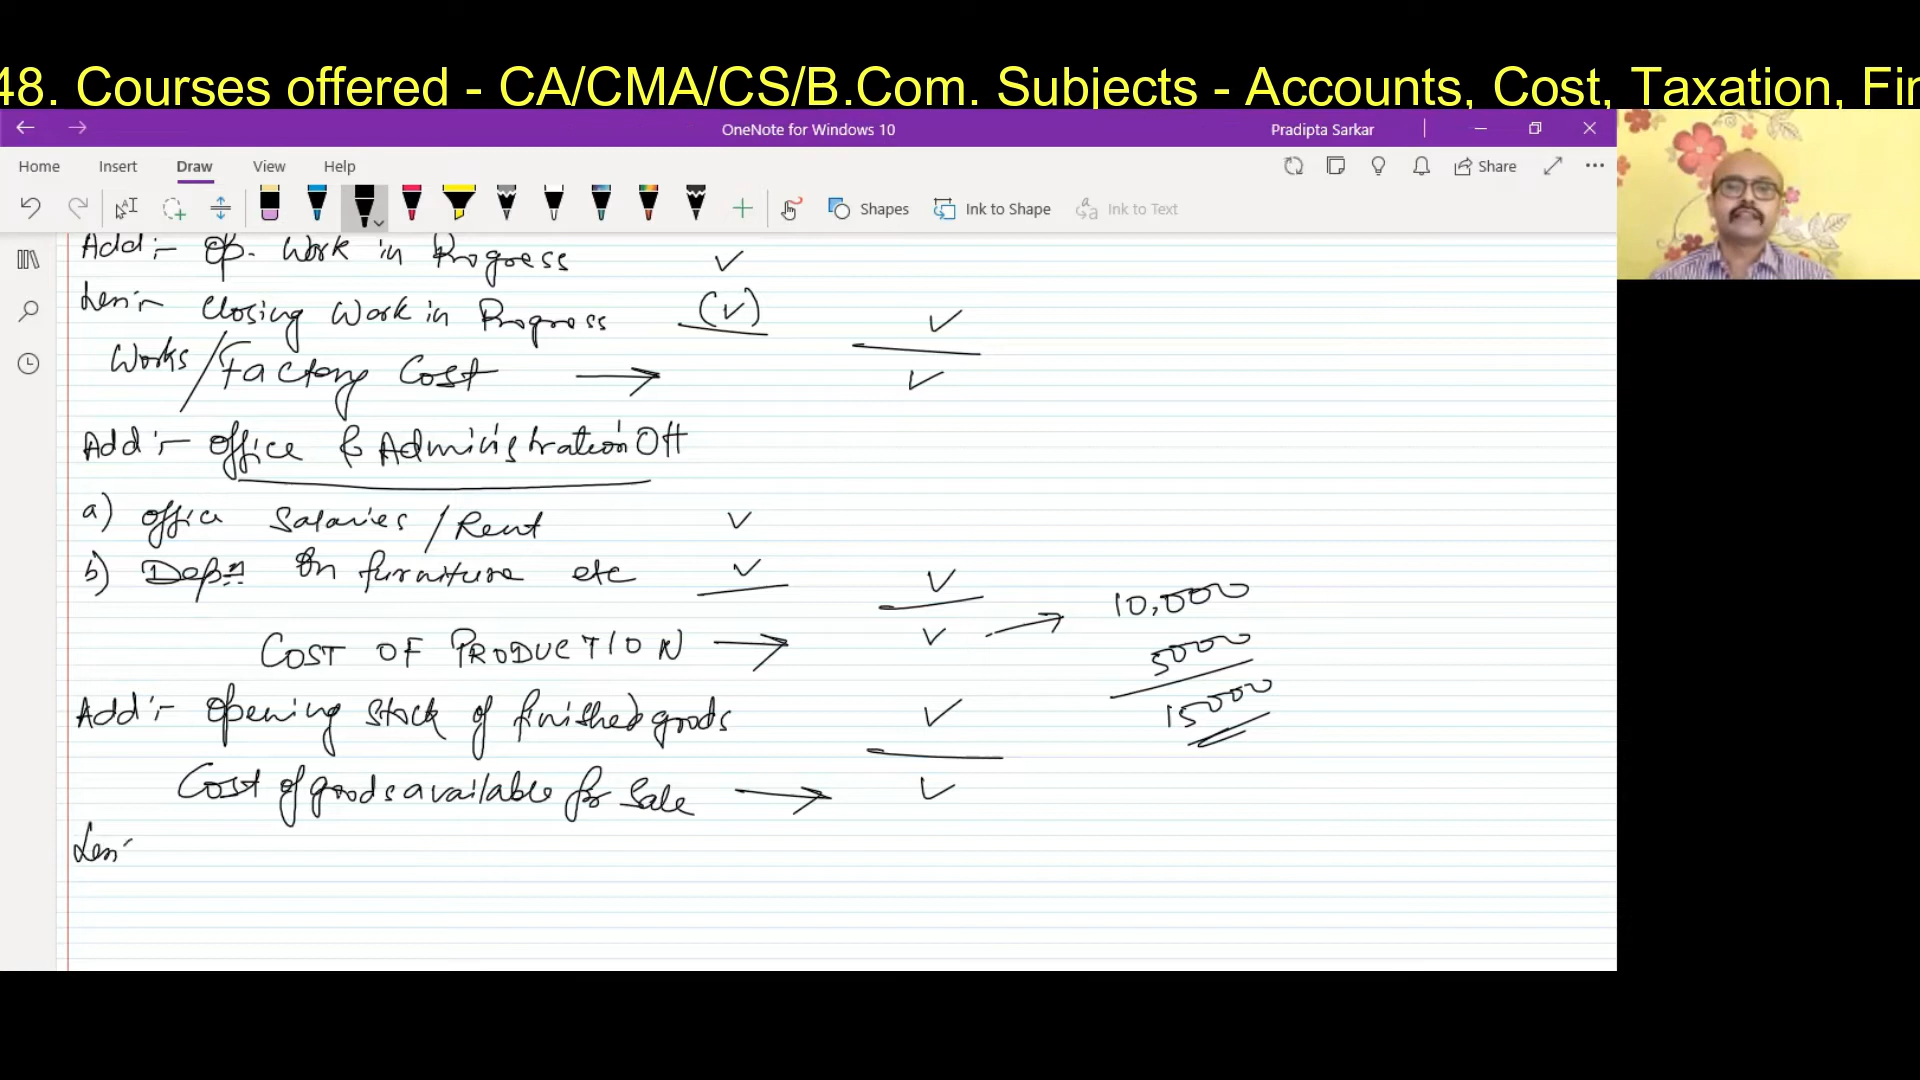 48. Courses offered - CA/CMA/CS/B.Com. Subjects - Accounts, Cost, Taxation, Fin
OneNote for Windows 10
Pradipta Sarkar
Home Insert Draw View Help
Share
Shapes Ink to Shape Ink to Text
Add:- Op. Work in Progress ✓
Less:- Closing Work in Progress (✓) ✓
Works/Factory Cost → ✓
Add:- Office & Administration OH
a) Office Salaries/Rent ✓
b) Depn. On furniture etc ✓ ✓
10,000
COST OF PRODUCTION → ✓ →
5000
Add:- Opening Stock of finished goods ✓
15000
Cost of goods available for Sale → ✓
Less: